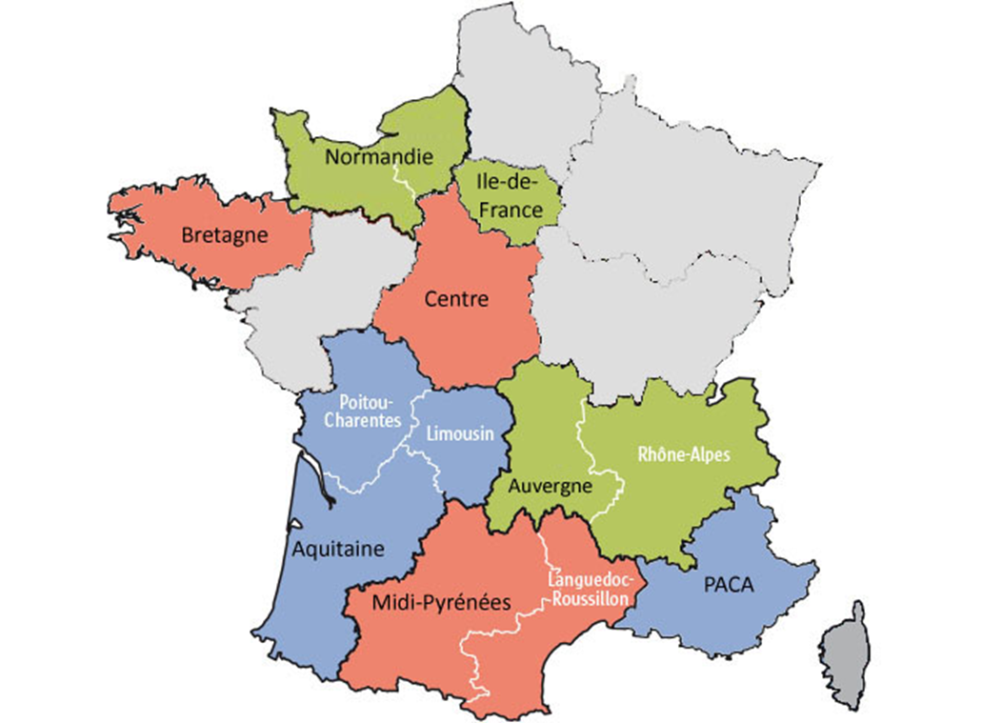 Normandie
Ile-de-
France
Bretagne
Centre
Poitou-
Charentes
Limousin
Rhône-Alpes
Auvergne
Aquitaine
Languedoc-
Roussillon
PACA
Midi-Pyrénées